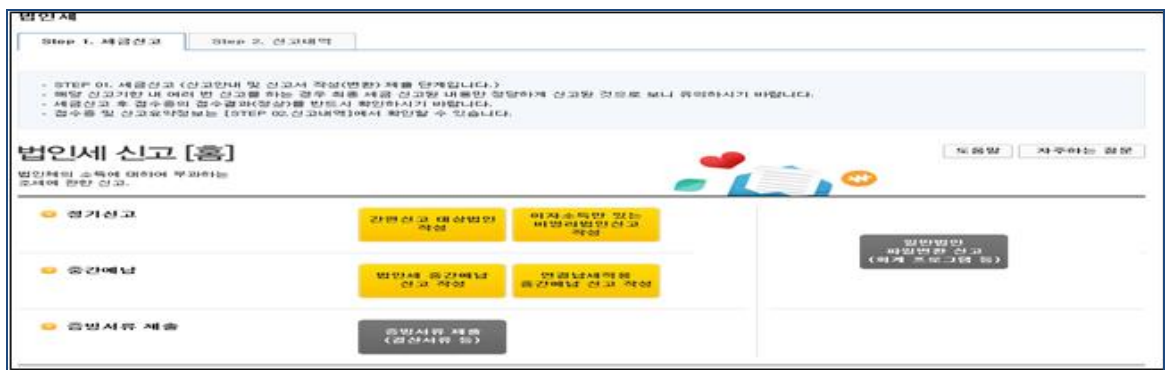 법인세
Step 1. 세금신고
Step 2. 신고내역
- STEP 01. 세금신고 (신고안내 및 신고서 작성(변환) 제출 단계입니다.)
- 해당 신고기한 내 여러 번 신고를 하는 경우 최종 세금 신고된 내용만 정당하게 신고된 것으로 보니 유의하시기 바랍니다.
- 세금신고 후 접수증의 접수결과(정상)를 반드시 확인하시기 바랍니다.
- 접수증 및 신고요약정보는 [STEP 02.신고내역]에서 확인할 수 있습니다.
법인세 신고 [홈]
도움말
자주하는 질문
법인체의 소득에 대하여 부과하는
조세에 관한 신고.
정기신고
간편신고 대상법인
작성
이자소득만 있는
비영리법인신고
작성
일반법인
파일변환 신고
(회계 프로그램 등)
중간예납
법인세 중간예납
신고 작성
연결납세적용
중간예납 신고 작성
증빙서류 제출
증빙서류 제출
(결산서류 등)